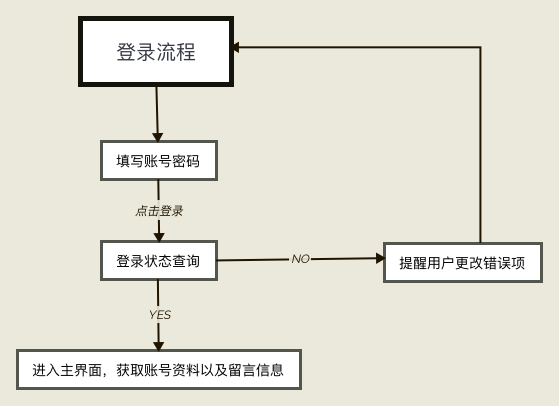 登录流程
填写账号密码
点击登录
登录状态查询
NO
提醒用户更改错误项
YES
进入主界面，获取账号资料以及留言信息